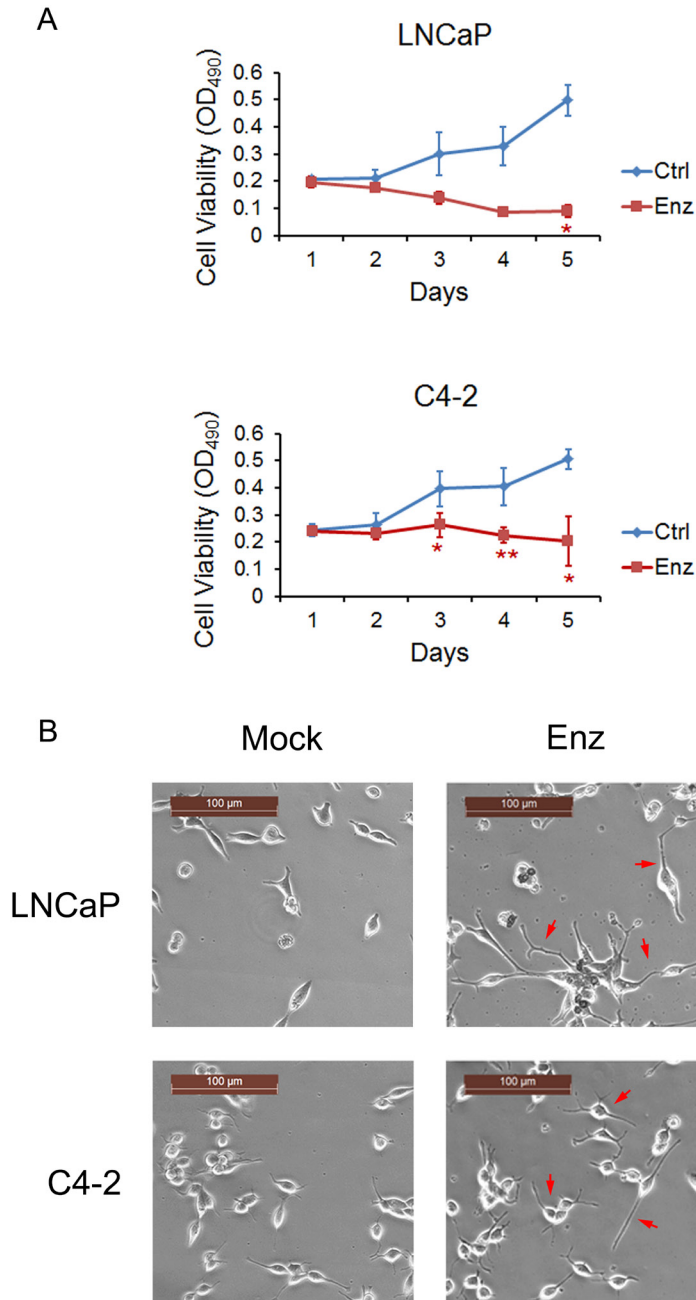 A
LNCaP
Cell Viability (OD490)
0.6
0.5
0.4
0.3
0.2
0.1
0
1 2 3 4 5
Days
Ctrl
Enz
*
C4-2
Cell Viability (OD490)
0.6
0.5
0.4
0.3
0.2
0.1
0
1 2 3 4 5
Days
Ctrl
Enz
* ** *
B
Mock Enz
LNCaP
100 µm 100 µm
C4-2
100 µm 100 µm